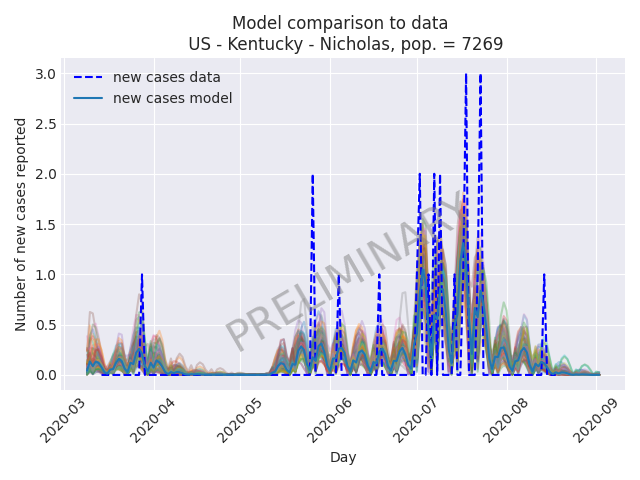 Model comparison to data
US - Kentucky - Nicholas, pop. = 7269
new cases data
new cases model
PRELIMINARY
Number of new cases reported
3.0
2.5
2.0
1.5
1.0
0.5
0.0
2020-03
2020-04
2020-05
2020-06
2020-07
2020-08
2020-09
Day